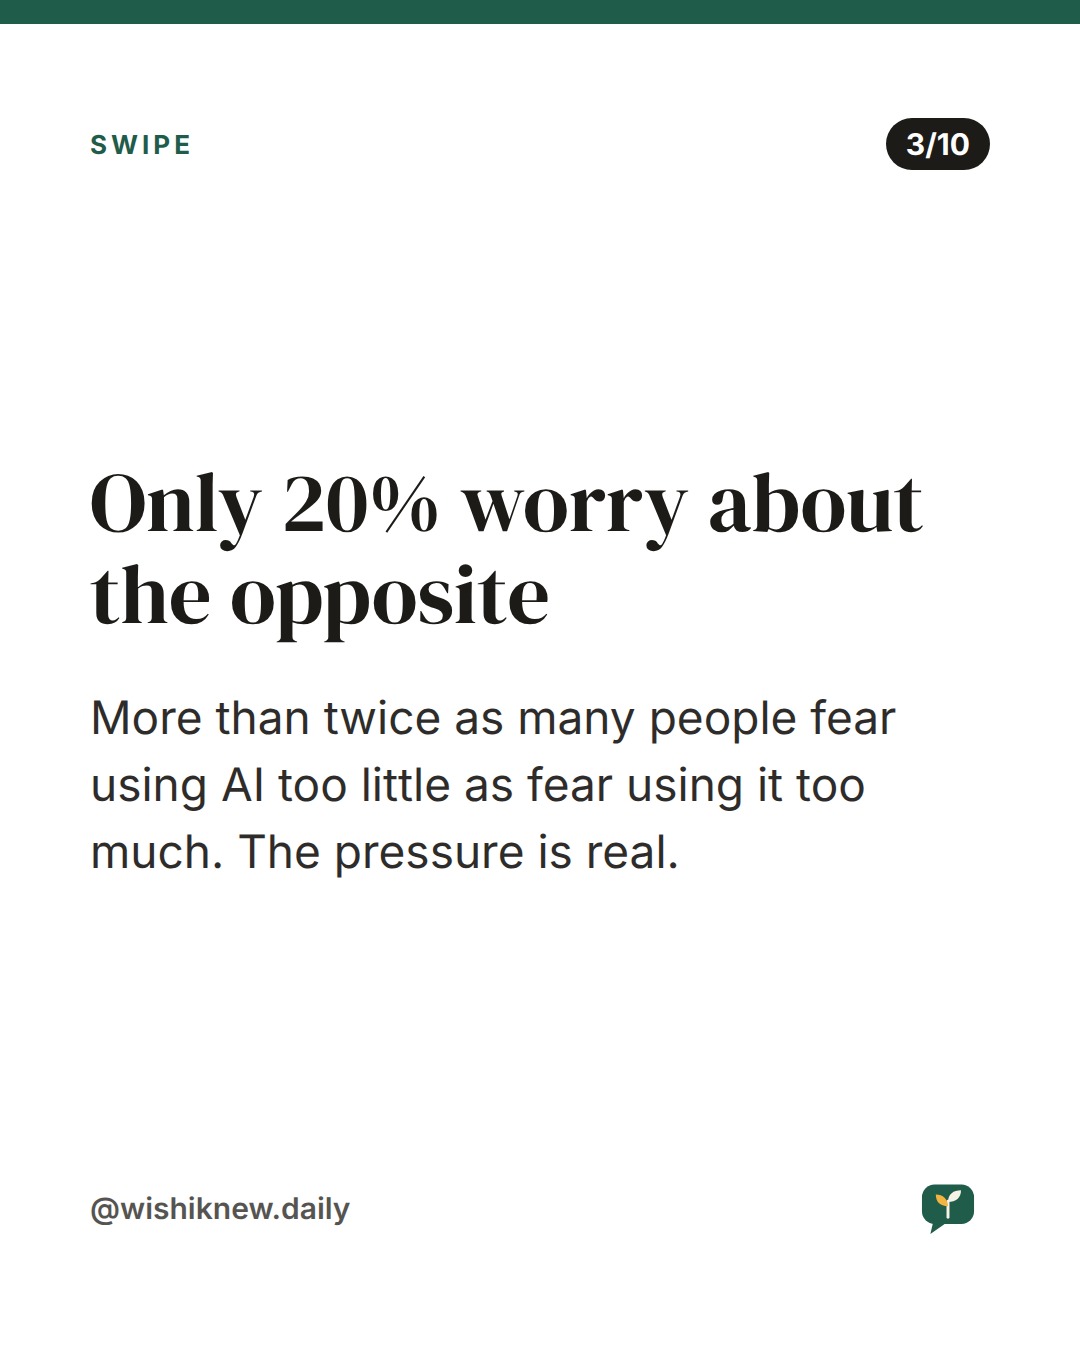 SWIPE
3/10
Only 20% worry about
the opposite
More than twice as many people fear
using AI too little as fear using it too
much. The pressure is real.
@wishiknew.daily